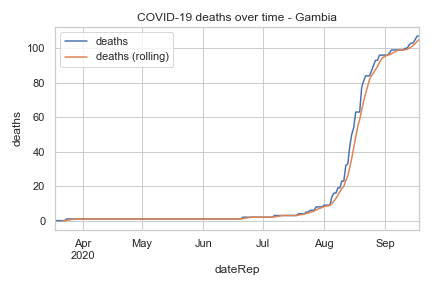 COVID-19 deaths over time - Gambia
deaths
deaths (rolling)
deaths
100
80
60
40
20
0
Apr
2020
May
Jun
Jul
Aug
Sep
dateRep